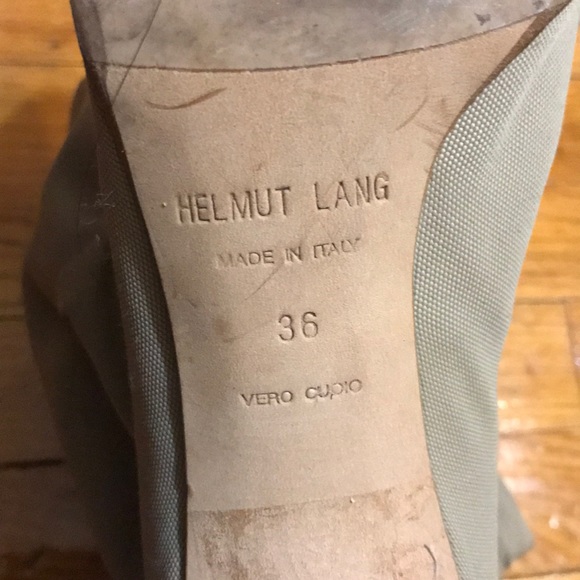 HELMUT LANG
MADE IN ITALY
36
VERO CUOIO